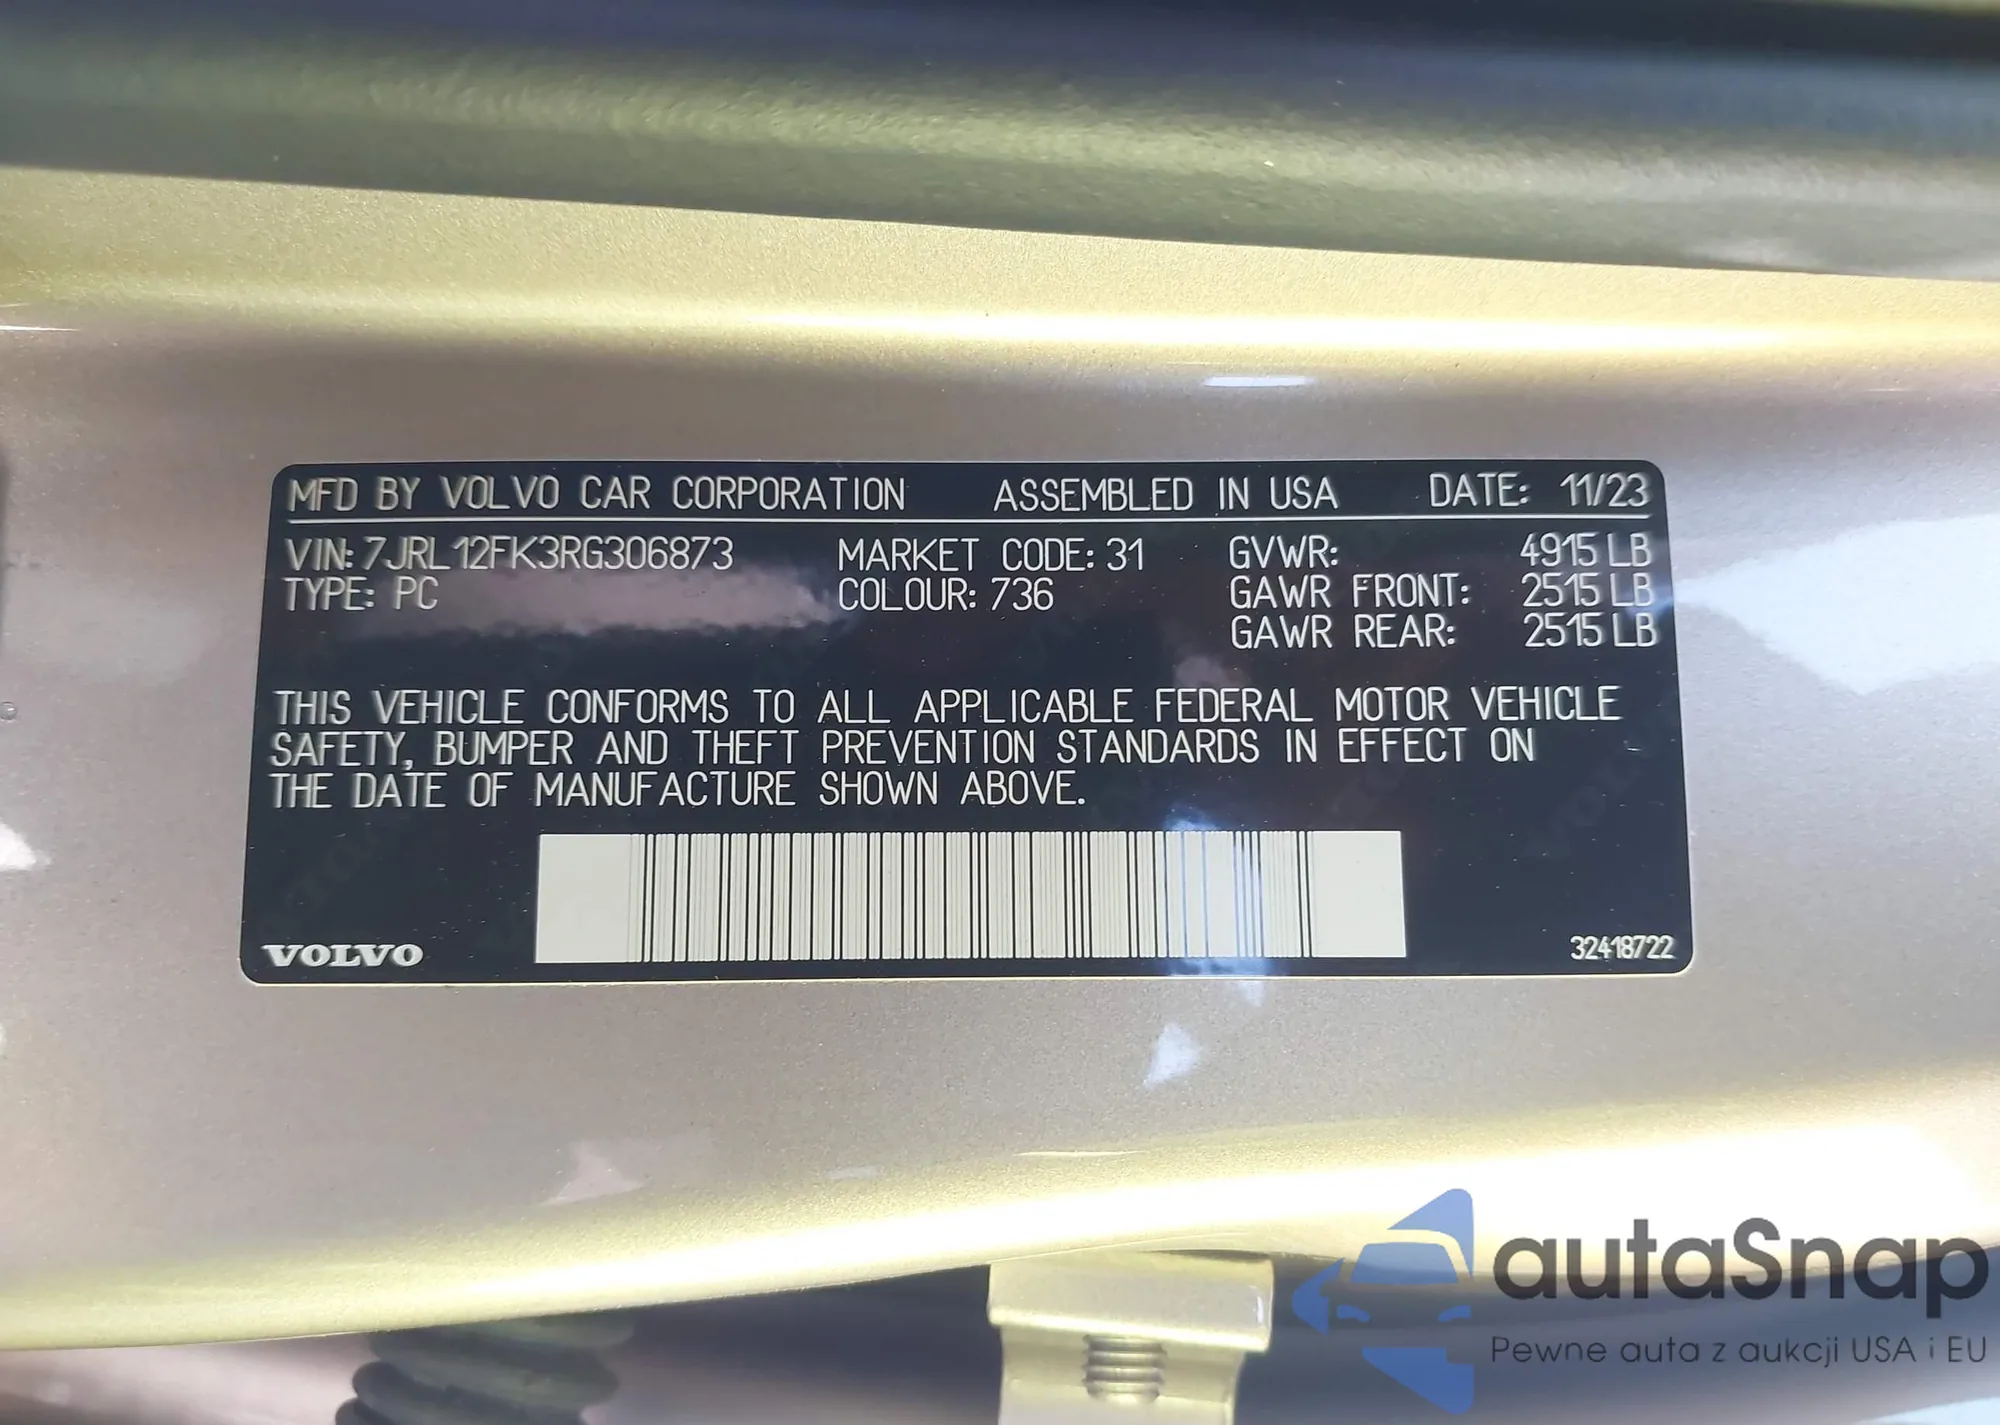 MFD BY VOLVO CAR CORPORATION ASSEMBLED IN USA DATE: 11/23
VIN: 7JRL12FK3RG306873 MARKET CODE: 31 GVWR: 4915 LB
TYPE: PC COLOUR: 736 GAWR FRONT: 2515 LB
GAWR REAR: 2515 LB
THIS VEHICLE CONFORMS TO ALL APPLICABLE FEDERAL MOTOR VEHICLE
SAFETY, BUMPER AND THEFT PREVENTION STANDARDS IN EFFECT ON
THE DATE OF MANUFACTURE SHOWN ABOVE.
VOLVO 32418722
autaSnap
Pewne auta z aukcji USA i EU